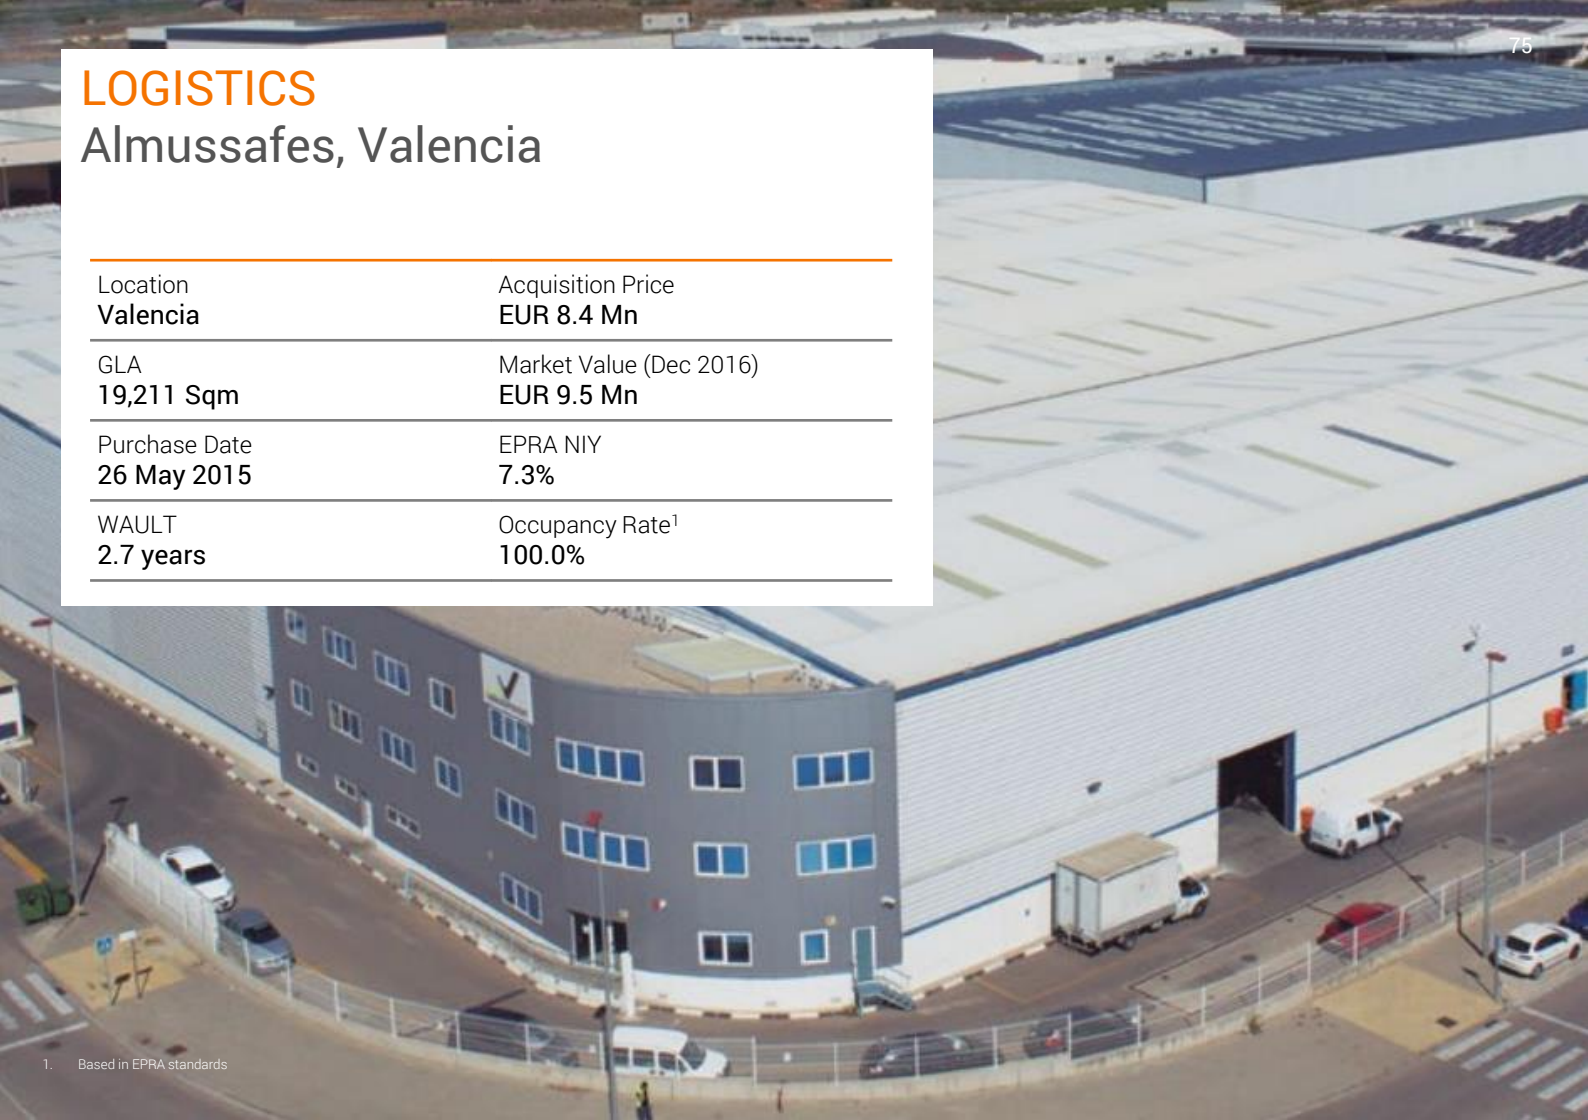 75
LOGISTICS
Almussafes, Valencia
Location
Valencia
Acquisition Price
EUR 8.4 Mn
GLA
19,211 Sqm
Market Value (Dec 2016)
EUR 9.5 Mn
Purchase Date
26 May 2015
EPRA NIY
7.3%
WAULT
2.7 years
Occupancy Rate¹
100.0%
1. Based in EPRA standards